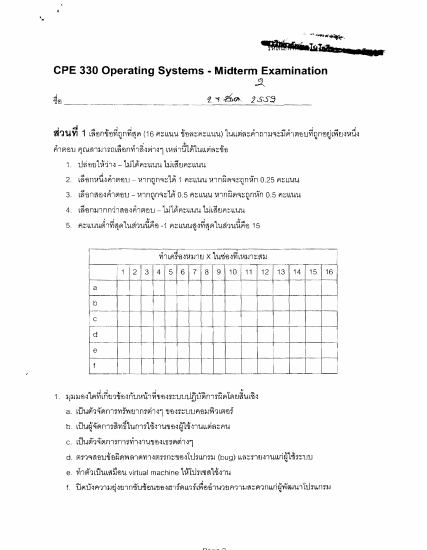 CPE 330 Operating Systems - Midterm Examination
2
ชื่อ 2559
ส่วนที่ 1 เลือกข้อที่ถูกที่สุด (16 คะแนน ข้อละคะแนน) ในแต่ละคำถามจะมีคำตอบที่ถูกอยู่เพียงหนึ่ง
คำตอบ คุณสามารถเลือกทำสิ่งต่างๆ เหล่านี้ได้ในแต่ละข้อ
1. ปล่อยให้ว่าง – ไม่ได้คะแนน ไม่เสียคะแนน
2. เลือกหนึ่งคำตอบ – หากถูกจะได้ 1 คะแนน หากผิดจะถูกหัก 0.25 คะแนน
3. เลือกสองคำตอบ – หากถูกจะได้ 0.5 คะแนน หากผิดจะถูกหัก 0.5 คะแนน
4. เลือกมากกว่าสองคำตอบ – ไม่ได้คะแนน ไม่เสียคะแนน
5. คะแนนต่ำที่สุดในส่วนนี้คือ -1 คะแนนสูงที่สุดในส่วนนี้คือ 15
ทำเครื่องหมาย X ในช่องที่เหมาะสม
1 2 3 4 5 6 7 8 9 10 11 12 13 14 15 16
a
b
c
d
e
f
1. มุมมองใดที่เกี่ยวข้องกับหน้าที่ของระบบปฏิบัติการผิดโดยสิ้นเชิง
a. เป็นตัวจัดการทรัพยากรต่างๆ ของระบบคอมพิวเตอร์
b. เป็นผู้จัดการสิทธิ์ในการใช้งานของผู้ใช้งานแต่ละคน
c. เป็นตัวจัดการการทำงานของเธรดต่างๆ
d. ตรวจสอบข้อผิดพลาดทางตรรกะของโปรแกรม (bug) และรายงานแก่ผู้ใช้ระบบ
e. ทำตัวเป็นเสมือน virtual machine ให้โปรเซสใช้งาน
f. ปิดบังความยุ่งยากซับซ้อนของฮาร์ดแวร์เพื่ออำนวยความสะดวกแก่ผู้พัฒนาโปรแกรม